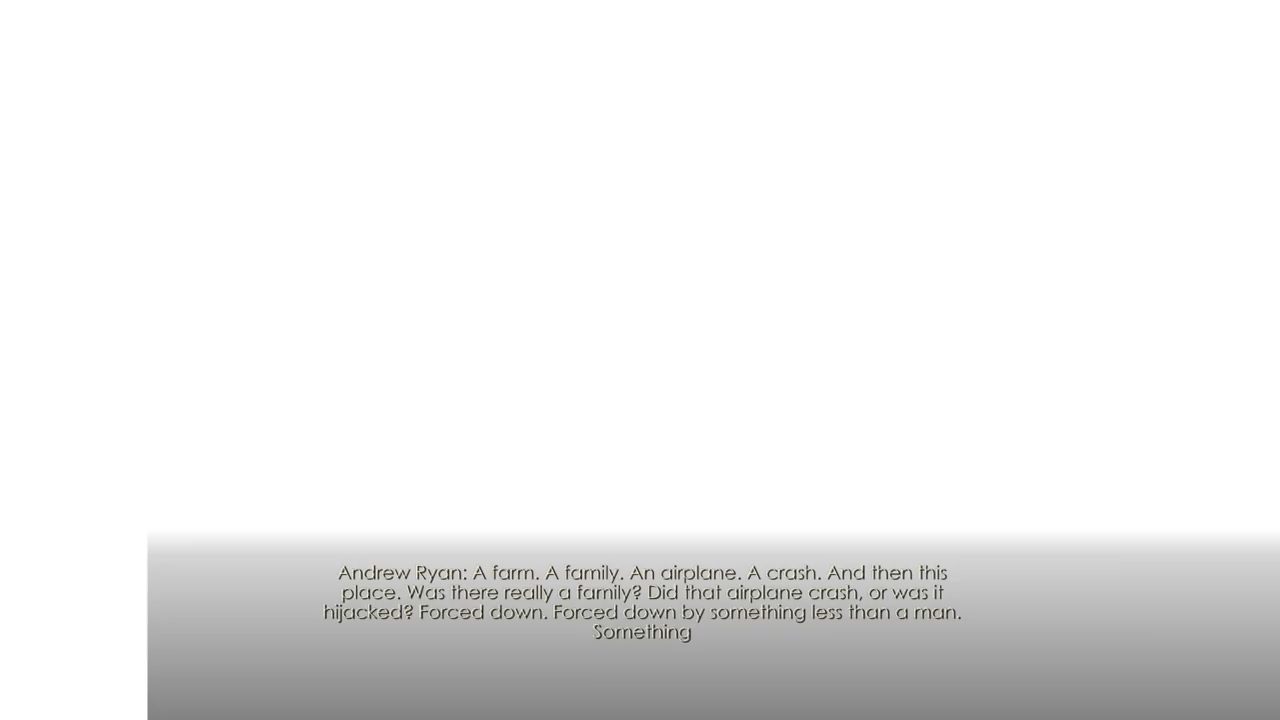 Andrew Ryan: A farm. A family. An airplane. A crash. And then this
place. Was there really a family? Did that airplane crash, or was it
hijacked? Forced down. Forced down by something less than a man.
Something